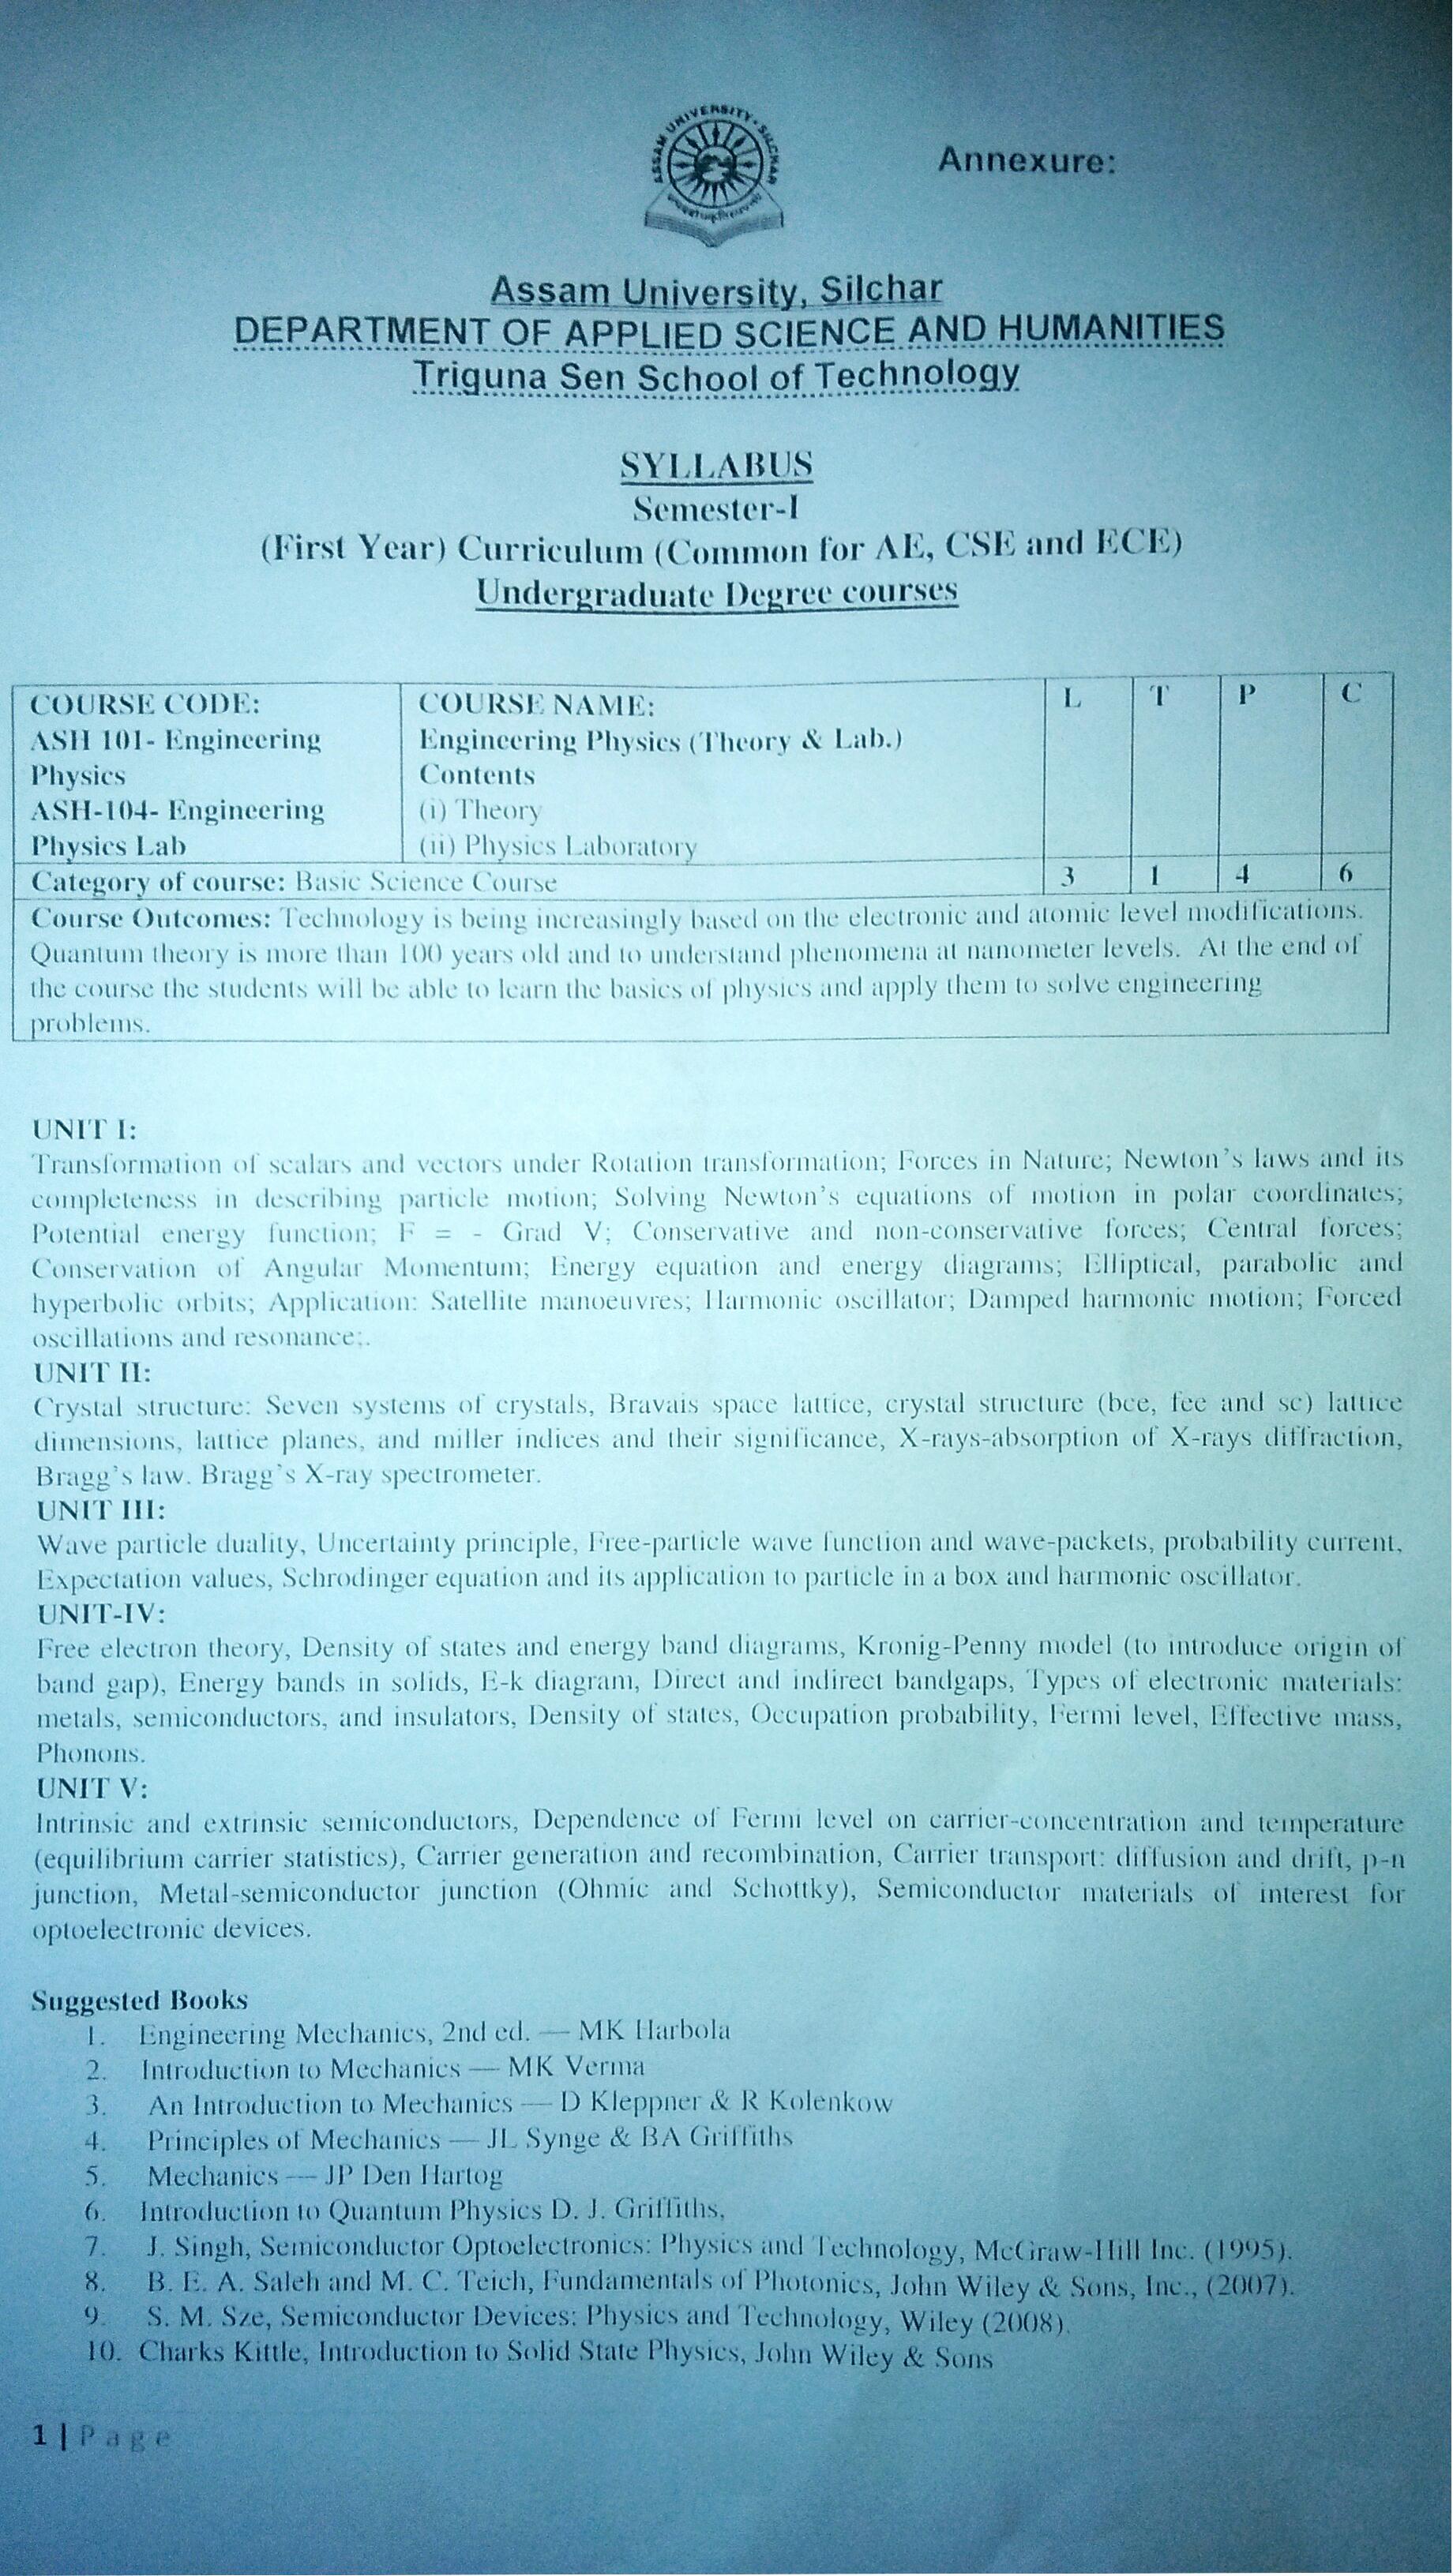 ASSAM UNIVERSITY - SILCHAR
Annexure:
Assam University, Silchar
DEPARTMENT OF APPLIED SCIENCE AND HUMANITIES
Triguna Sen School of Technology
SYLLABUS
Semester-I
(First Year) Curriculum (Common for AE, CSE and ECE)
Undergraduate Degree courses
COURSE CODE: COURSE NAME: L T P C
ASH 101- Engineering Engineering Physics (Theory & Lab.)
Physics Contents
ASH-104- Engineering (i) Theory
Physics Lab (ii) Physics Laboratory
Category of course: Basic Science Course 3 1 4 6
Course Outcomes: Technology is being increasingly based on the electronic and atomic level modifications.
Quantum theory is more than 100 years old and to understand phenomena at nanometer levels. At the end of
the course the students will be able to learn the basics of physics and apply them to solve engineering
problems.
UNIT I:
Transformation of scalars and vectors under Rotation transformation; Forces in Nature; Newton's laws and its
completeness in describing particle motion; Solving Newton's equations of motion in polar coordinates;
Potential energy function; F = - Grad V; Conservative and non-conservative forces; Central forces;
Conservation of Angular Momentum; Energy equation and energy diagrams; Elliptical, parabolic and
hyperbolic orbits; Application: Satellite manoeuvres; Harmonic oscillator; Damped harmonic motion; Forced
oscillations and resonance;.
UNIT II:
Crystal structure: Seven systems of crystals, Bravais space lattice, crystal structure (bcc, fcc and sc) lattice
dimensions, lattice planes, and miller indices and their significance, X-rays-absorption of X-rays diffraction,
Bragg's law. Bragg's X-ray spectrometer.
UNIT III:
Wave particle duality, Uncertainty principle, Free-particle wave function and wave-packets, probability current,
Expectation values, Schrodinger equation and its application to particle in a box and harmonic oscillator.
UNIT-IV:
Free electron theory, Density of states and energy band diagrams, Kronig-Penny model (to introduce origin of
band gap), Energy bands in solids, E-k diagram, Direct and indirect bandgaps, Types of electronic materials:
metals, semiconductors, and insulators, Density of states, Occupation probability, Fermi level, Effective mass,
Phonons.
UNIT V:
Intrinsic and extrinsic semiconductors, Dependence of Fermi level on carrier-concentration and temperature
(equilibrium carrier statistics), Carrier generation and recombination, Carrier transport: diffusion and drift, p-n
junction, Metal-semiconductor junction (Ohmic and Schottky), Semiconductor materials of interest for
optoelectronic devices.
Suggested Books
1. Engineering Mechanics, 2nd ed. — MK Harbola
2. Introduction to Mechanics — MK Verma
3. An Introduction to Mechanics — D Kleppner & R Kolenkow
4. Principles of Mechanics — JL Synge & BA Griffiths
5. Mechanics — JP Den Hartog
6. Introduction to Quantum Physics D. J. Griffiths,
7. J. Singh, Semiconductor Optoelectronics: Physics and Technology, McGraw-Hill Inc. (1995).
8. B. E. A. Saleh and M. C. Teich, Fundamentals of Photonics, John Wiley & Sons, Inc., (2007).
9. S. M. Sze, Semiconductor Devices: Physics and Technology, Wiley (2008).
10. Charks Kittle, Introduction to Solid State Physics, John Wiley & Sons
1 | Page